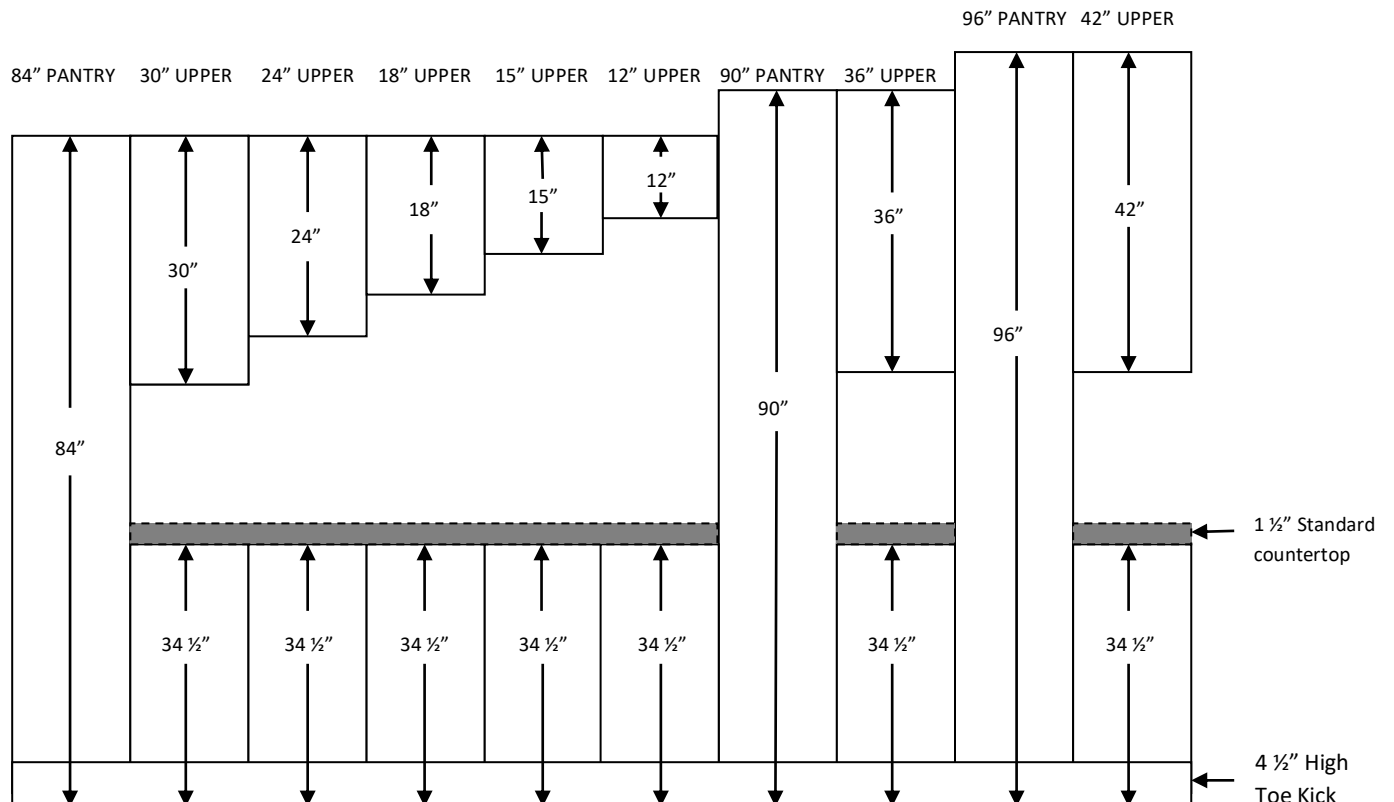 96” PANTRY 42” UPPER
84” PANTRY 30” UPPER 24” UPPER 18” UPPER 15” UPPER 12” UPPER 90” PANTRY 36” UPPER
12”
15”
18”
36”
42”
24”
30”
96”
90”
84”
1 ½” Standard
countertop
34 ½” 34 ½” 34 ½” 34 ½” 34 ½” 34 ½” 34 ½”
4 ½” High
Toe Kick